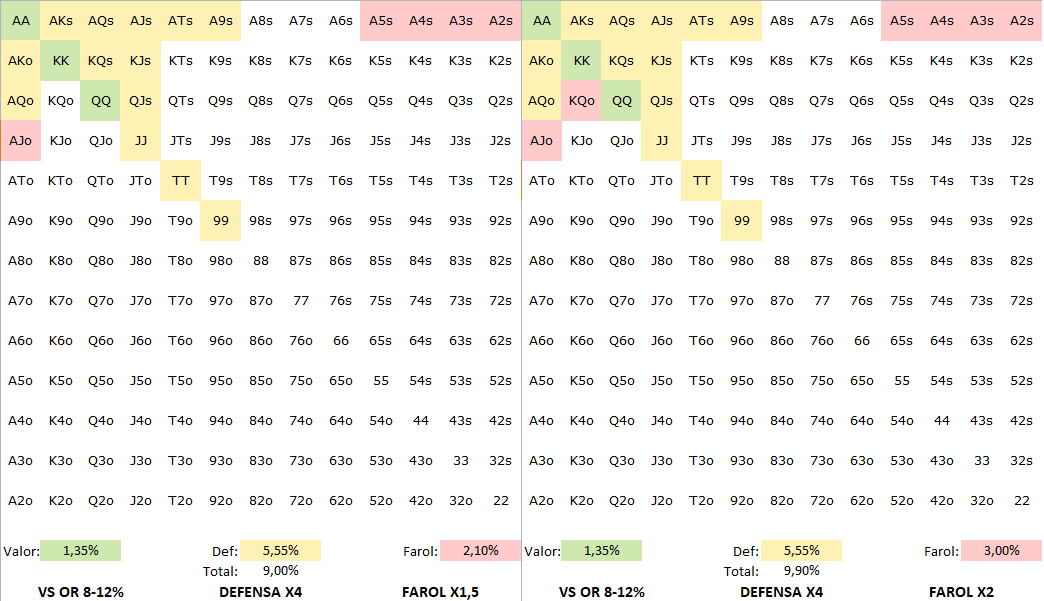 AA AKs AQs AJs ATs A9s A8s A7s A6s A5s A4s A3s A2s AA AKs AQs AJs ATs A9s A8s A7s A6s A5s A4s A3s A2s
AKo KK KQs KJs KTs K9s K8s K7s K6s K5s K4s K3s K2s AKo KK KQs KJs KTs K9s K8s K7s K6s K5s K4s K3s K2s
AQo KQo QQ QJs QTs Q9s Q8s Q7s Q6s Q5s Q4s Q3s Q2s AQo KQo QQ QJs QTs Q9s Q8s Q7s Q6s Q5s Q4s Q3s Q2s
AJo KJo QJo JJ JTs J9s J8s J7s J6s J5s J4s J3s J2s AJo KJo QJo JJ JTs J9s J8s J7s J6s J5s J4s J3s J2s
ATo KTo QTo JTo TT T9s T8s T7s T6s T5s T4s T3s T2s ATo KTo QTo JTo TT T9s T8s T7s T6s T5s T4s T3s T2s
A9o K9o Q9o J9o T9o 99 98s 97s 96s 95s 94s 93s 92s A9o K9o Q9o J9o T9o 99 98s 97s 96s 95s 94s 93s 92s
A8o K8o Q8o J8o T8o 98o 88 87s 86s 85s 84s 83s 82s A8o K8o Q8o J8o T8o 98o 88 87s 86s 85s 84s 83s 82s
A7o K7o Q7o J7o T7o 97o 87o 77 76s 75s 74s 73s 72s A7o K7o Q7o J7o T7o 97o 87o 77 76s 75s 74s 73s 72s
A6o K6o Q6o J6o T6o 96o 86o 76o 66 65s 64s 63s 62s A6o K6o Q6o J6o T6o 96o 86o 76o 66 65s 64s 63s 62s
A5o K5o Q5o J5o T5o 95o 85o 75o 65o 55 54s 53s 52s A5o K5o Q5o J5o T5o 95o 85o 75o 65o 55 54s 53s 52s
A4o K4o Q4o J4o T4o 94o 84o 74o 64o 54o 44 43s 42s A4o K4o Q4o J4o T4o 94o 84o 74o 64o 54o 44 43s 42s
A3o K3o Q3o J3o T3o 93o 83o 73o 63o 53o 43o 33 32s A3o K3o Q3o J3o T3o 93o 83o 73o 63o 53o 43o 33 32s
A2o K2o Q2o J2o T2o 92o 82o 72o 62o 52o 42o 32o 22 A2o K2o Q2o J2o T2o 92o 82o 72o 62o 52o 42o 32o 22
Valor: 1,35% Def: 5,55% Farol: 2,10% Valor: 1,35% Def: 5,55% Farol: 3,00%
Total: 9,00% Total: 9,90%
VS OR 8-12% DEFENSA X4 FAROL X1,5 VS OR 8-12% DEFENSA X4 FAROL X2